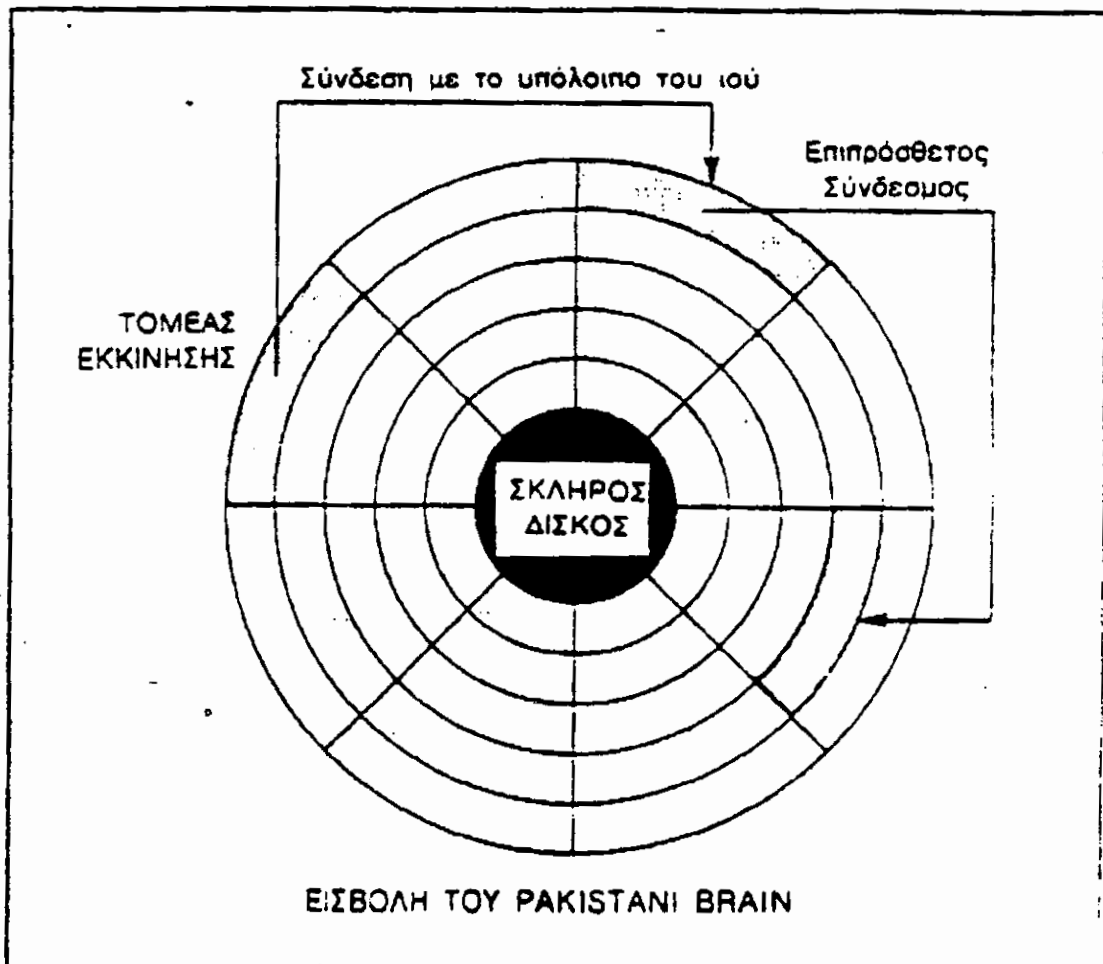 Σύνδεση με το υπόλοιπο του ιού
Επιπρόσθετος
Σύνδεσμος
ΤΟΜΕΑΣ
ΕΚΚΙΝΗΣΗΣ
ΣΚΛΗΡΟΣ
ΔΙΣΚΟΣ
ΕΙΣΒΟΛΗ ΤΟΥ PAKISTANI BRAIN